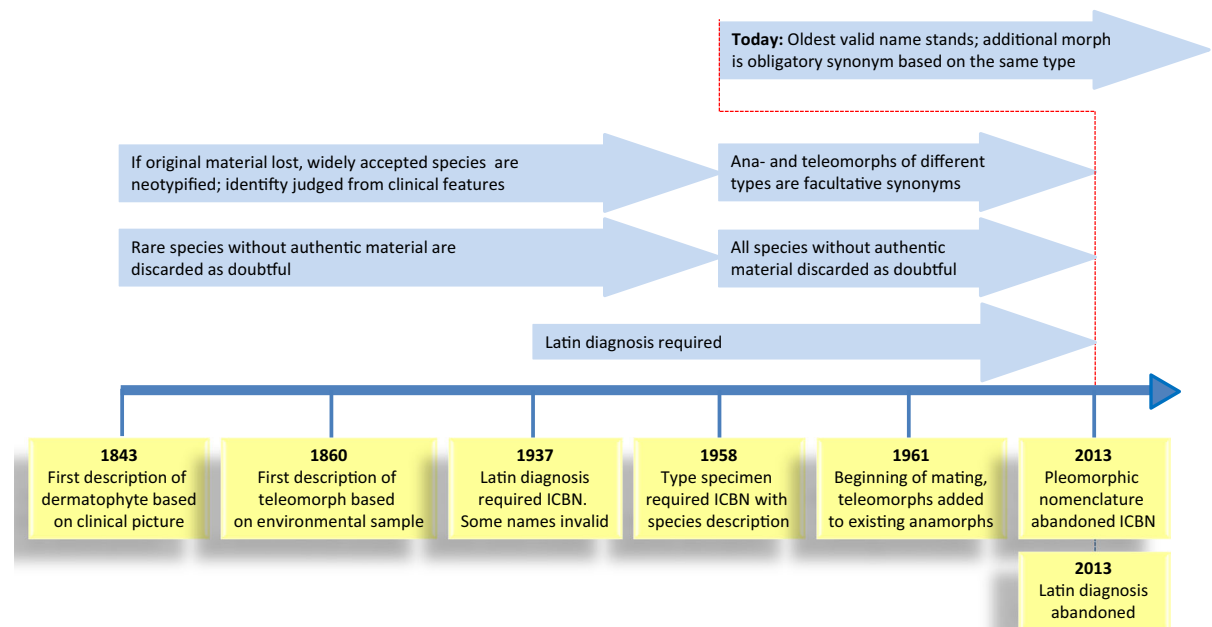 Today: Oldest valid name stands; additional morph
is obligatory synonym based on the same type
If original material lost, widely accepted species are
neotypified; identifty judged from clinical features
Ana- and teleomorphs of different
types are facultative synonyms
Rare species without authentic material are
discarded as doubtful
All species without authentic
material discarded as doubtful
Latin diagnosis required
1843
First description of
dermatophyte based
on clinical picture
1860
First description of
teleomorph based
on environmental sample
1937
Latin diagnosis
required ICBN.
Some names invalid
1958
Type specimen
required ICBN with
species description
1961
Beginning of mating,
teleomorphs added
to existing anamorphs
2013
Pleomorphic
nomenclature
abandoned ICBN
2013
Latin diagnosis
abandoned